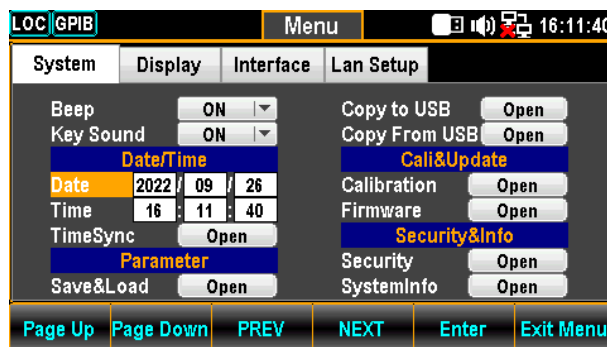 LOC GPIB Menu 16:11:40
System Display Interface Lan Setup
Beep ON Copy to USB Open
Key Sound ON Copy From USB Open
Date/Time Cali&Update
Date 2022 / 09 / 26 Calibration Open
Time 16 : 11 : 40 Firmware Open
TimeSync Open Security&Info
Parameter Security Open
Save&Load Open SystemInfo Open
Page Up Page Down PREV NEXT Enter Exit Menu